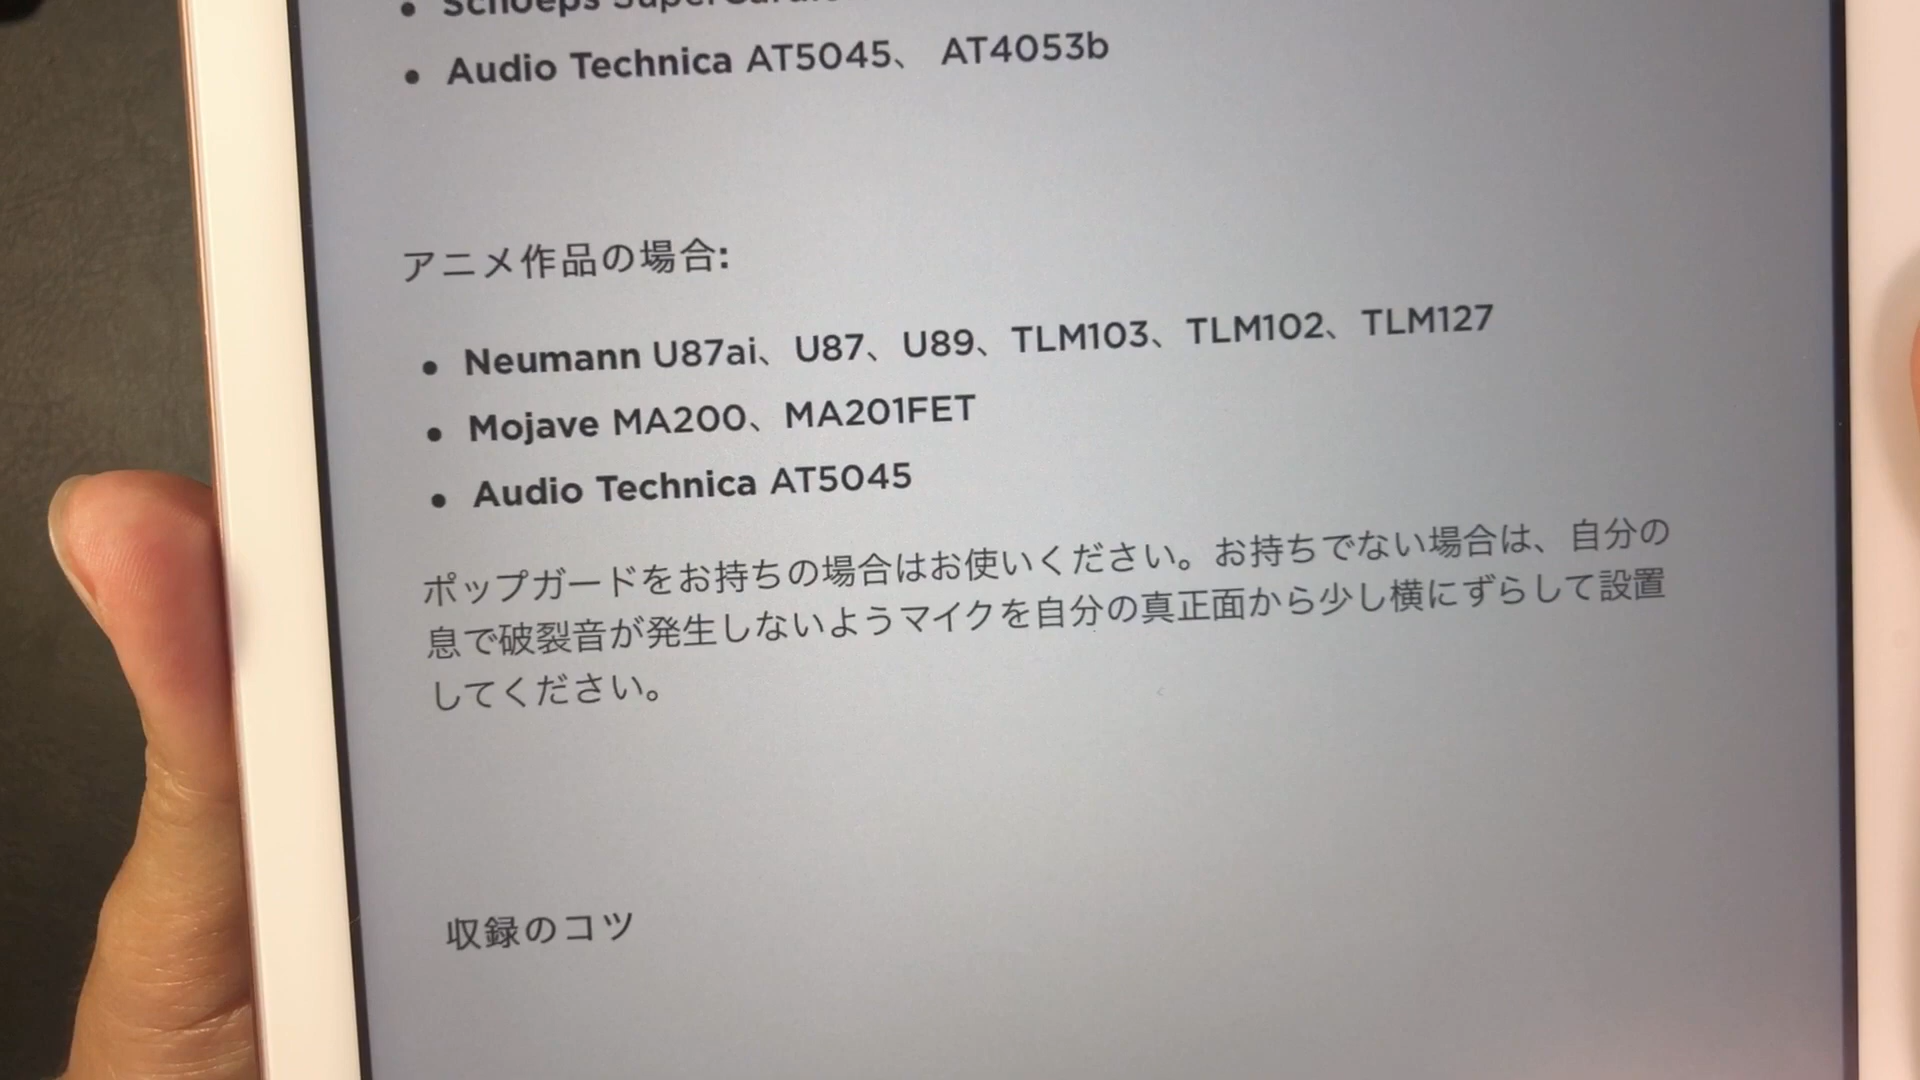 Schoeps Super
Audio Technica AT5045、 AT4053b
アニメ作品の場合:
Neumann U87ai、U87、U89、TLM103、TLM102、TLM127
Mojave MA200、MA201FET
Audio Technica AT5045
ポップガードをお持ちの場合はお使いください。お持ちでない場合は、自分の
息で破裂音が発生しないようマイクを自分の真正面から少し横にずらして設置
してください。
収録のコツ